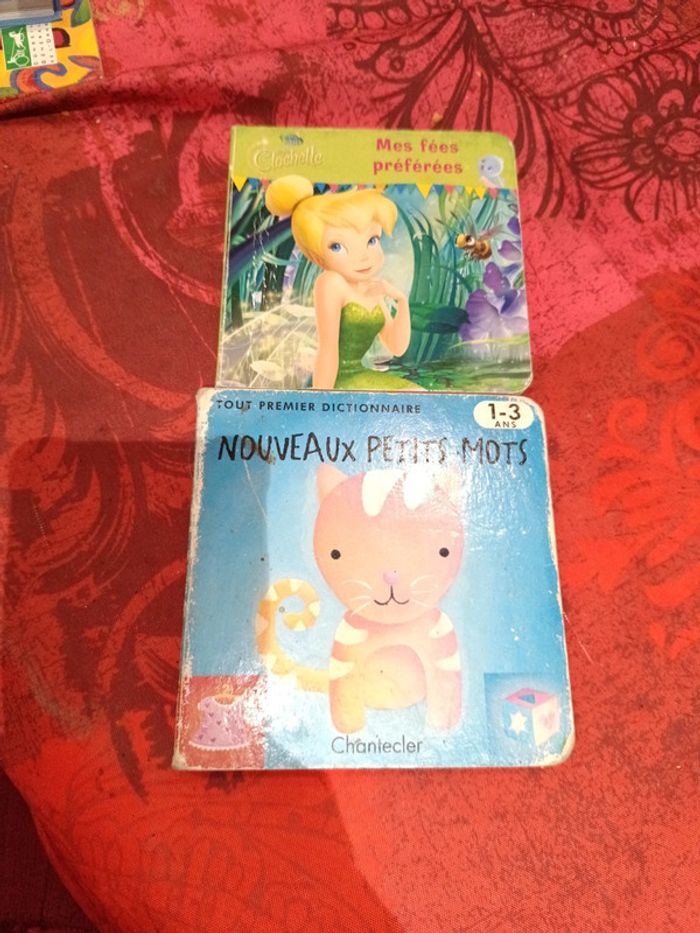 Clochette
Mes fées
préférées
TOUT PREMIER DICTIONNAIRE
1-3
ANS
NOUVEAUX PETITS MOTS
Chantecler